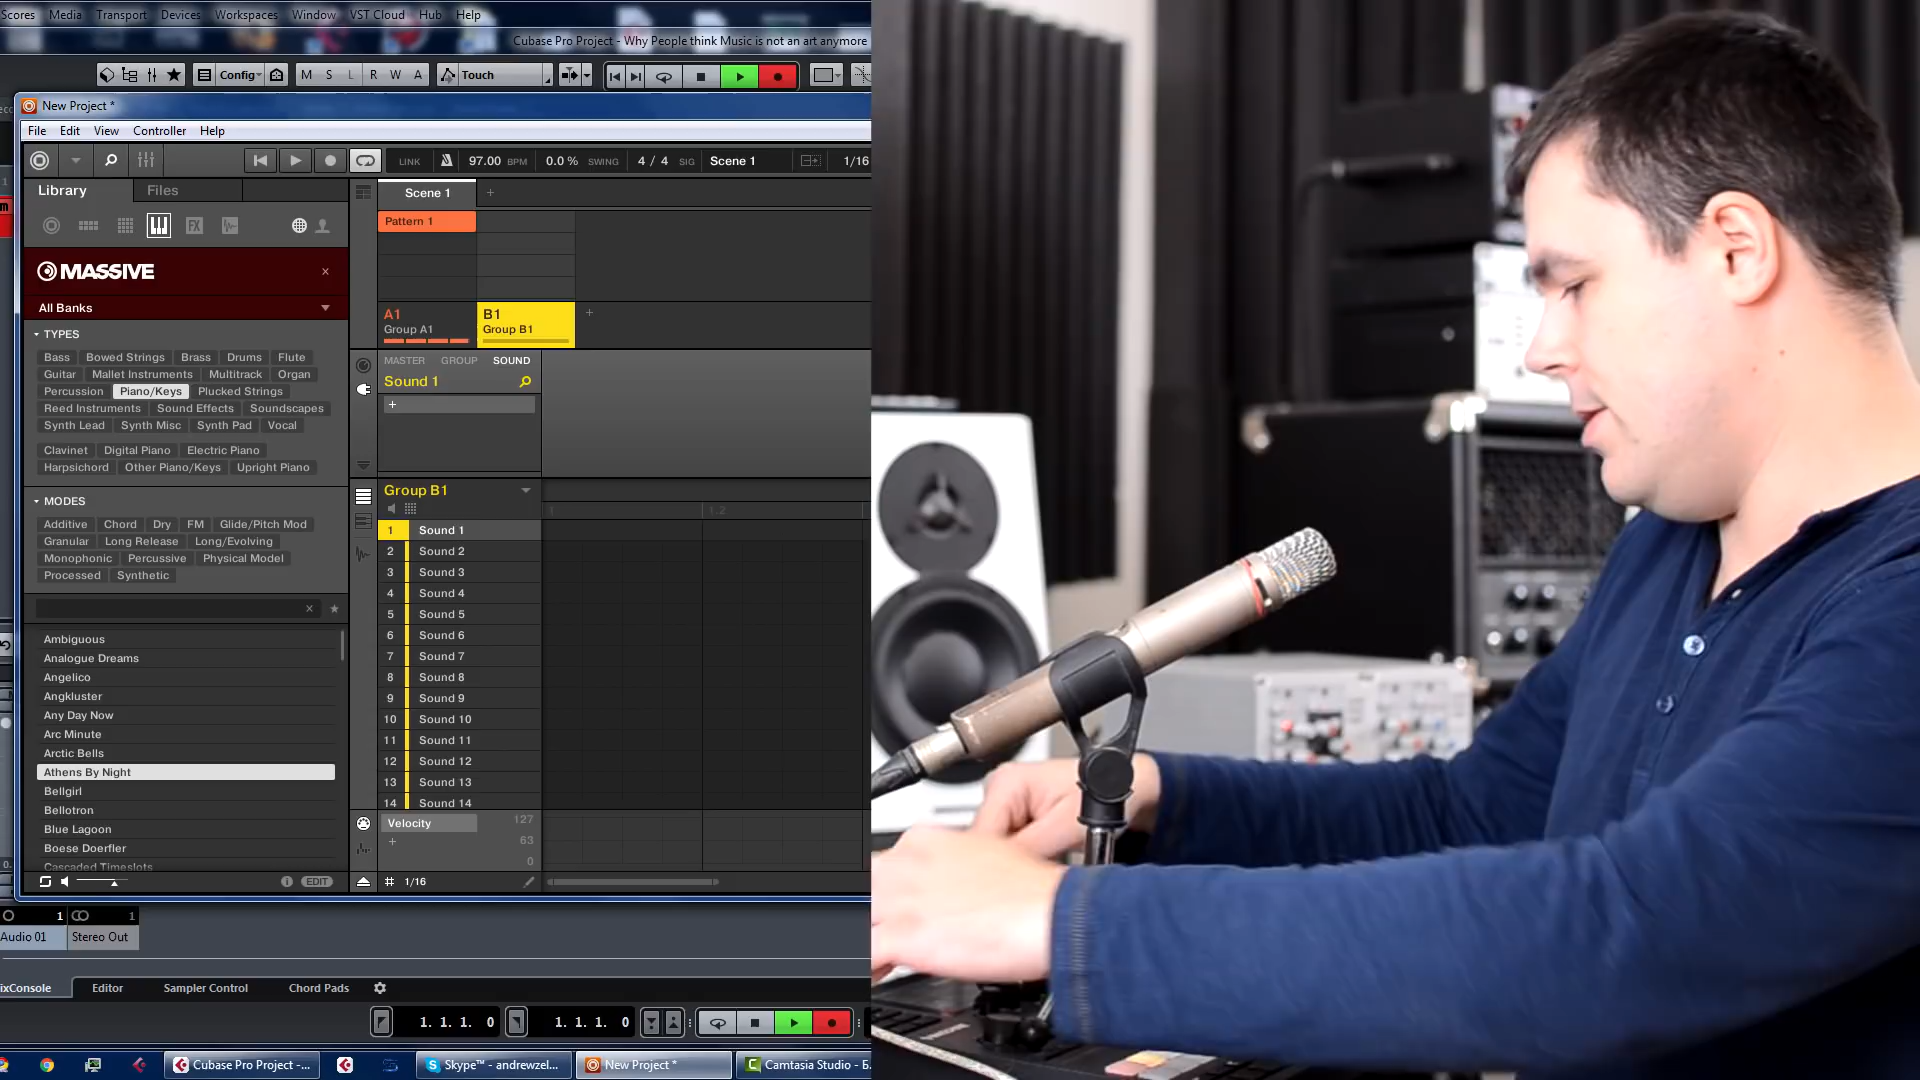 Scores Media Transport Devices Workspaces Window VST Cloud Hub Help
Cubase Pro Project - Why People think Music is not an art anymore
Config M S L R W A Touch
New Project *
File Edit View Controller Help
LINK 97.00 BPM 0.0 % SWING 4 / 4 SIG Scene 1 1/16
Library Files
Scene 1 +
Pattern 1
FX
MASSIVE ×
All Banks
A1 B1 +
Group A1 Group B1
TYPES
Bass Bowed Strings Brass Drums Flute
Guitar Mallet Instruments Multitrack Organ
Percussion Piano/Keys Plucked Strings
Reed Instruments Sound Effects Soundscapes
Synth Lead Synth Misc Synth Pad Vocal
Clavinet Digital Piano Electric Piano
Harpsichord Other Piano/Keys Upright Piano
MASTER GROUP SOUND
Sound 1
+
MODES
Additive Chord Dry FM Glide/Pitch Mod
Granular Long Release Long/Evolving
Monophonic Percussive Physical Model
Processed Synthetic
Group B1
1 1.2
1 Sound 1
2 Sound 2
3 Sound 3
4 Sound 4
5 Sound 5
6 Sound 6
7 Sound 7
8 Sound 8
9 Sound 9
10 Sound 10
11 Sound 11
12 Sound 12
13 Sound 13
14 Sound 14
Ambiguous
Analogue Dreams
Angelico
Angkluster
Any Day Now
Arc Minute
Arctic Bells
Athens By Night
Bellgirl
Bellotron
Blue Lagoon
Boese Doerfler
Cascaded Timeslots
Velocity 127
+ 63
0
EDIT
1/16
1 1
Audio 01 Stereo Out
ixConsole Editor Sampler Control Chord Pads
1. 1. 1. 0 1. 1. 1. 0
Cubase Pro Project -... Skype™ - andrewzel... New Project * Camtasia Studio - Б